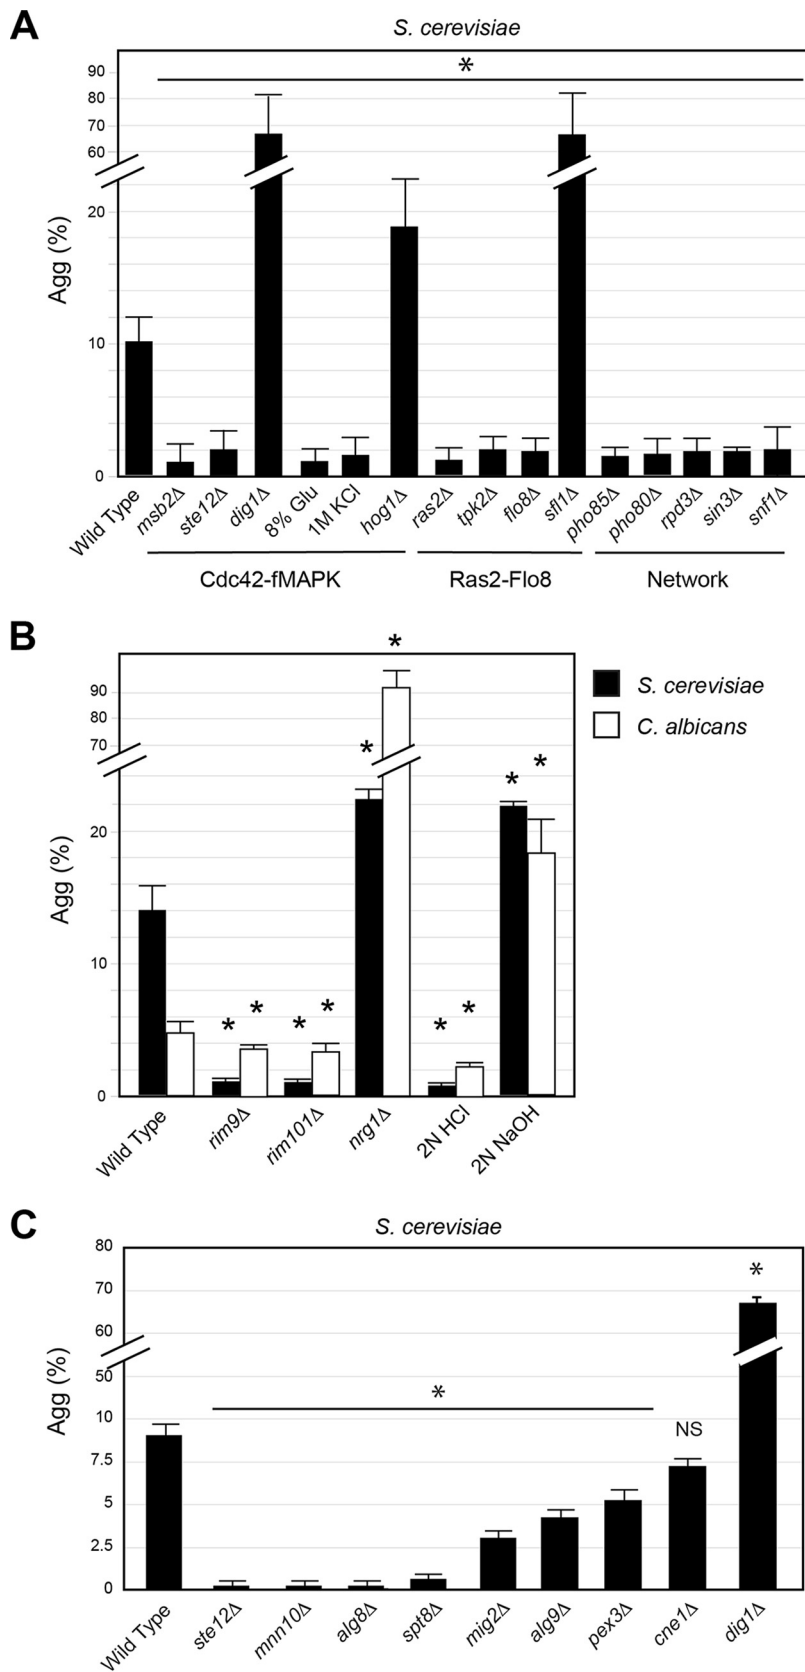 A
S. cerevisiae
*
90
80
70
60
20
10
0
Agg (%)
Wild Type
msb2Δ
ste12Δ
dig1Δ
8% Glu
1M KCl
hog1Δ
ras2Δ
tpk2Δ
flo8Δ
sfl1Δ
pho85Δ
pho80Δ
rpd3Δ
sin3Δ
snf1Δ
Cdc42-fMAPK
Ras2-Flo8
Network
B
90
80
70
20
10
0
Agg (%)
*
*
* *
* *
* *
* *
S. cerevisiae
C. albicans
Wild Type
rim9Δ
rim101Δ
nrg1Δ
2N HCl
2N NaOH
C
S. cerevisiae
80
70
60
50
10
7.5
5
2.5
0
Agg (%)
*
NS
*
Wild Type
ste12Δ
mnn10Δ
alg8Δ
spt8Δ
mig2Δ
alg9Δ
pex3Δ
cne1Δ
dig1Δ